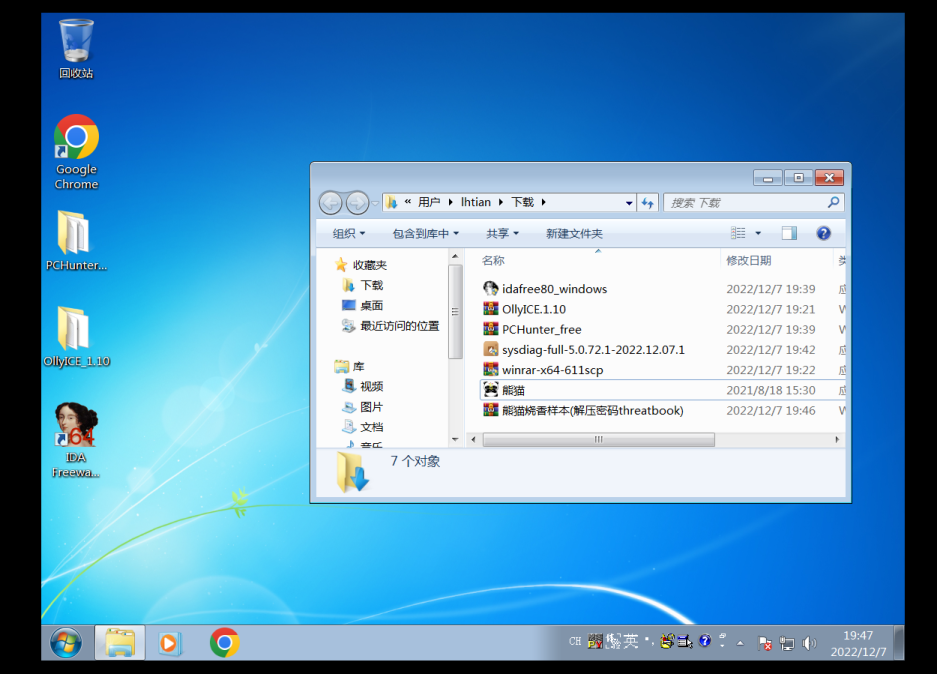 回收站
Google
Chrome
PCHunter...
OllyICE_1.10
64
IDA
Freewa...
« 用户 lhtian 下载
搜索 下载
组织 包含到库中 共享 新建文件夹
名称 修改日期 类
收藏夹
下载
桌面
最近访问的位置
库
视频
图片
文档
音乐
idafree80_windows 2022/12/7 19:39 应
OllyICE.1.10 2022/12/7 19:21 W
PCHunter_free 2022/12/7 19:39 W
sysdiag-full-5.0.72.1-2022.12.07.1 2022/12/7 19:42 应
winrar-x64-611scp 2022/12/7 19:22 应
熊猫 2021/8/18 15:30 应
熊猫烧香样本(解压密码threatbook) 2022/12/7 19:46 W
7 个对象
CH 英
19:47
2022/12/7